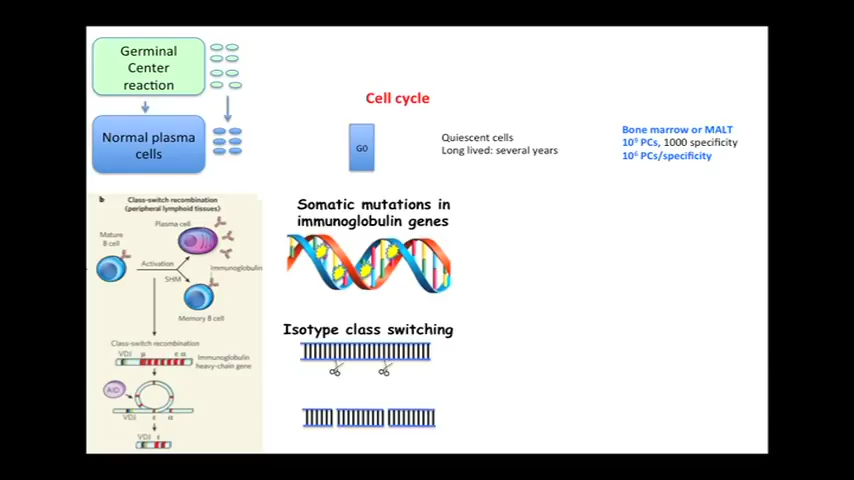 Germinal
Center
reaction
Normal plasma
cells
Cell cycle
G0
Quiescent cells
Long lived: several years
Bone marrow or MALT
10⁹ PCs, 1000 specificity
10⁶ PCs/specificity
b Class-switch recombination
(peripheral lymphoid tissues)
Plasma cell
Mature
B cell
Activation
Immunoglobulin
SHM
Memory B cell
Class-switch recombination
VDJ μ ε α
Immunoglobulin
heavy-chain gene
AID
VDJ ε α
VDJ ε
Somatic mutations in
immunoglobulin genes
Isotype class switching